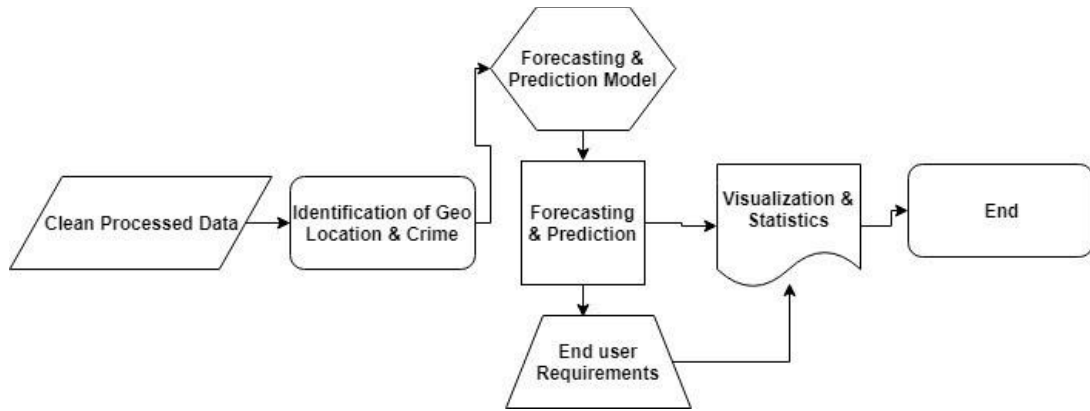 Clean Processed Data
Identification of Geo
Location & Crime
Forecasting &
Prediction Model
Forecasting
& Prediction
End user
Requirements
Visualization &
Statistics
End